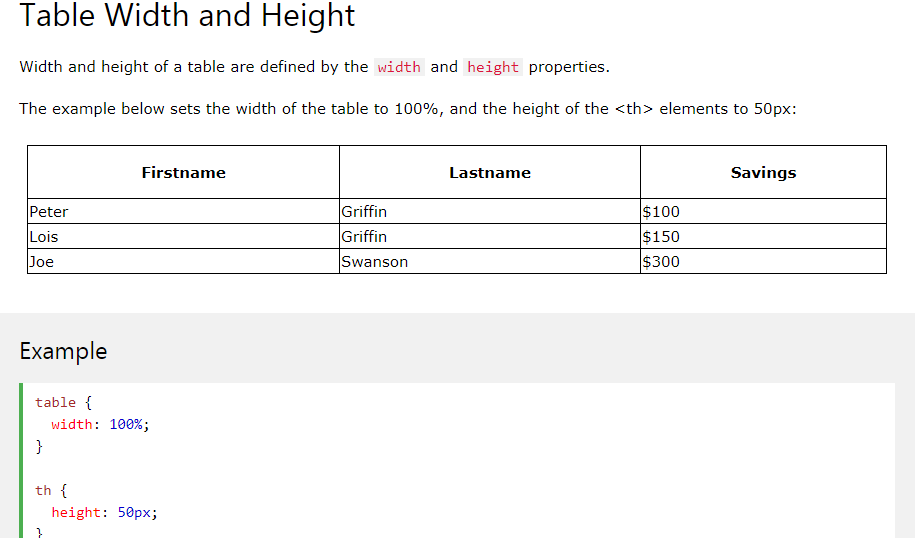 Table Width and Height
Width and height of a table are defined by the width and height properties.
The example below sets the width of the table to 100%, and the height of the <th> elements to 50px:
Firstname Lastname Savings
Peter Griffin $100
Lois Griffin $150
Joe Swanson $300
Example
table {
width: 100%;
}
th {
height: 50px;
}